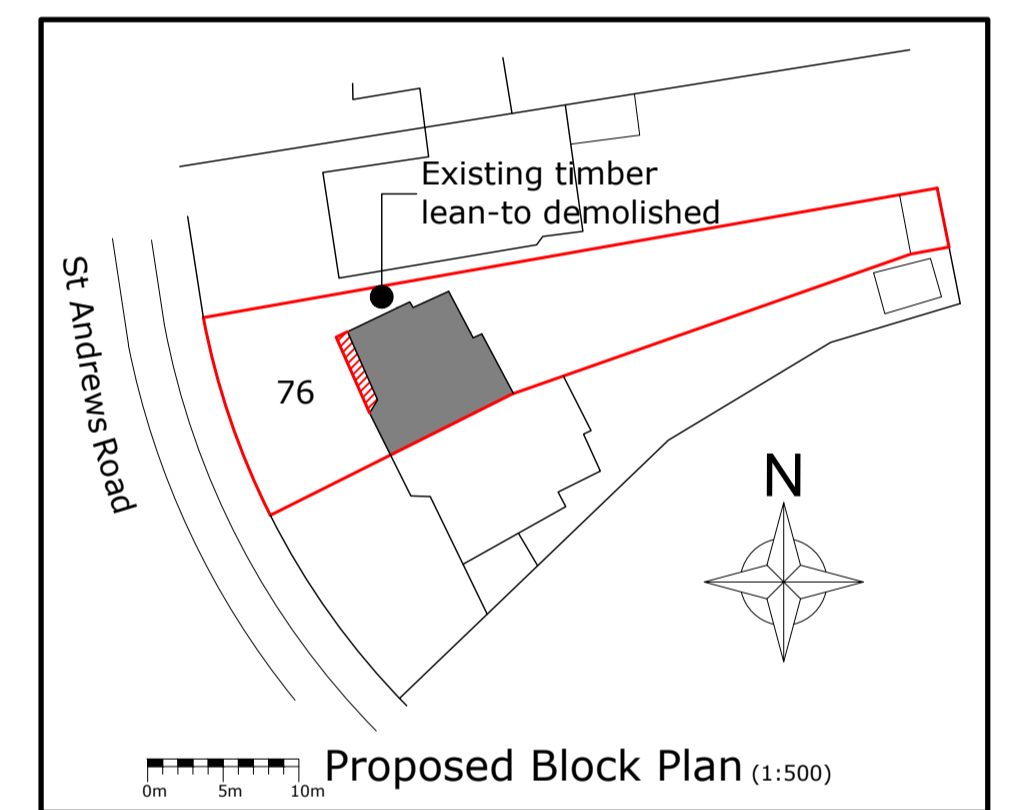 Existing timber
lean-to demolished
St Andrews Road
76
N
0m 5m 10m
Proposed Block Plan (1:500)